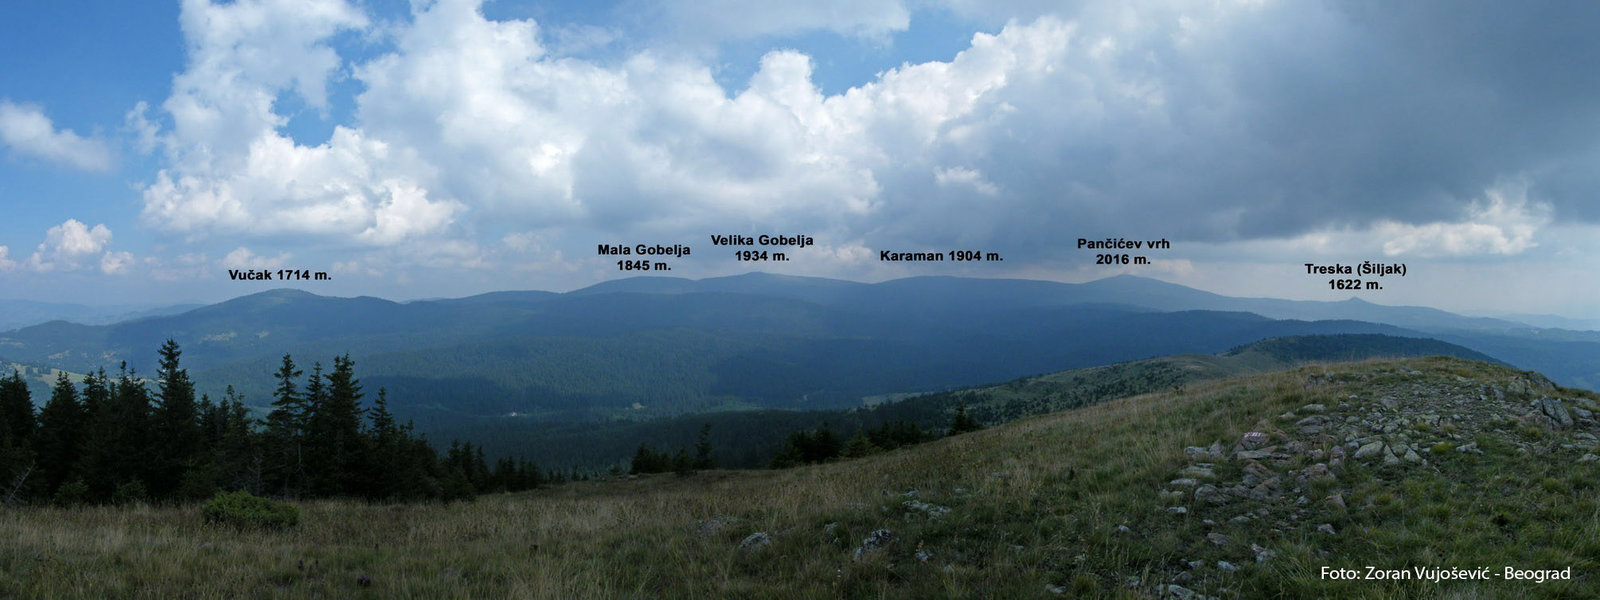 Vučak 1714 m.
Mala Gobelja
1845 m.
Velika Gobelja
1934 m.
Karaman 1904 m.
Pančićev vrh
2016 m.
Treska (Šiljak)
1622 m.
Foto: Zoran Vujošević - Beograd